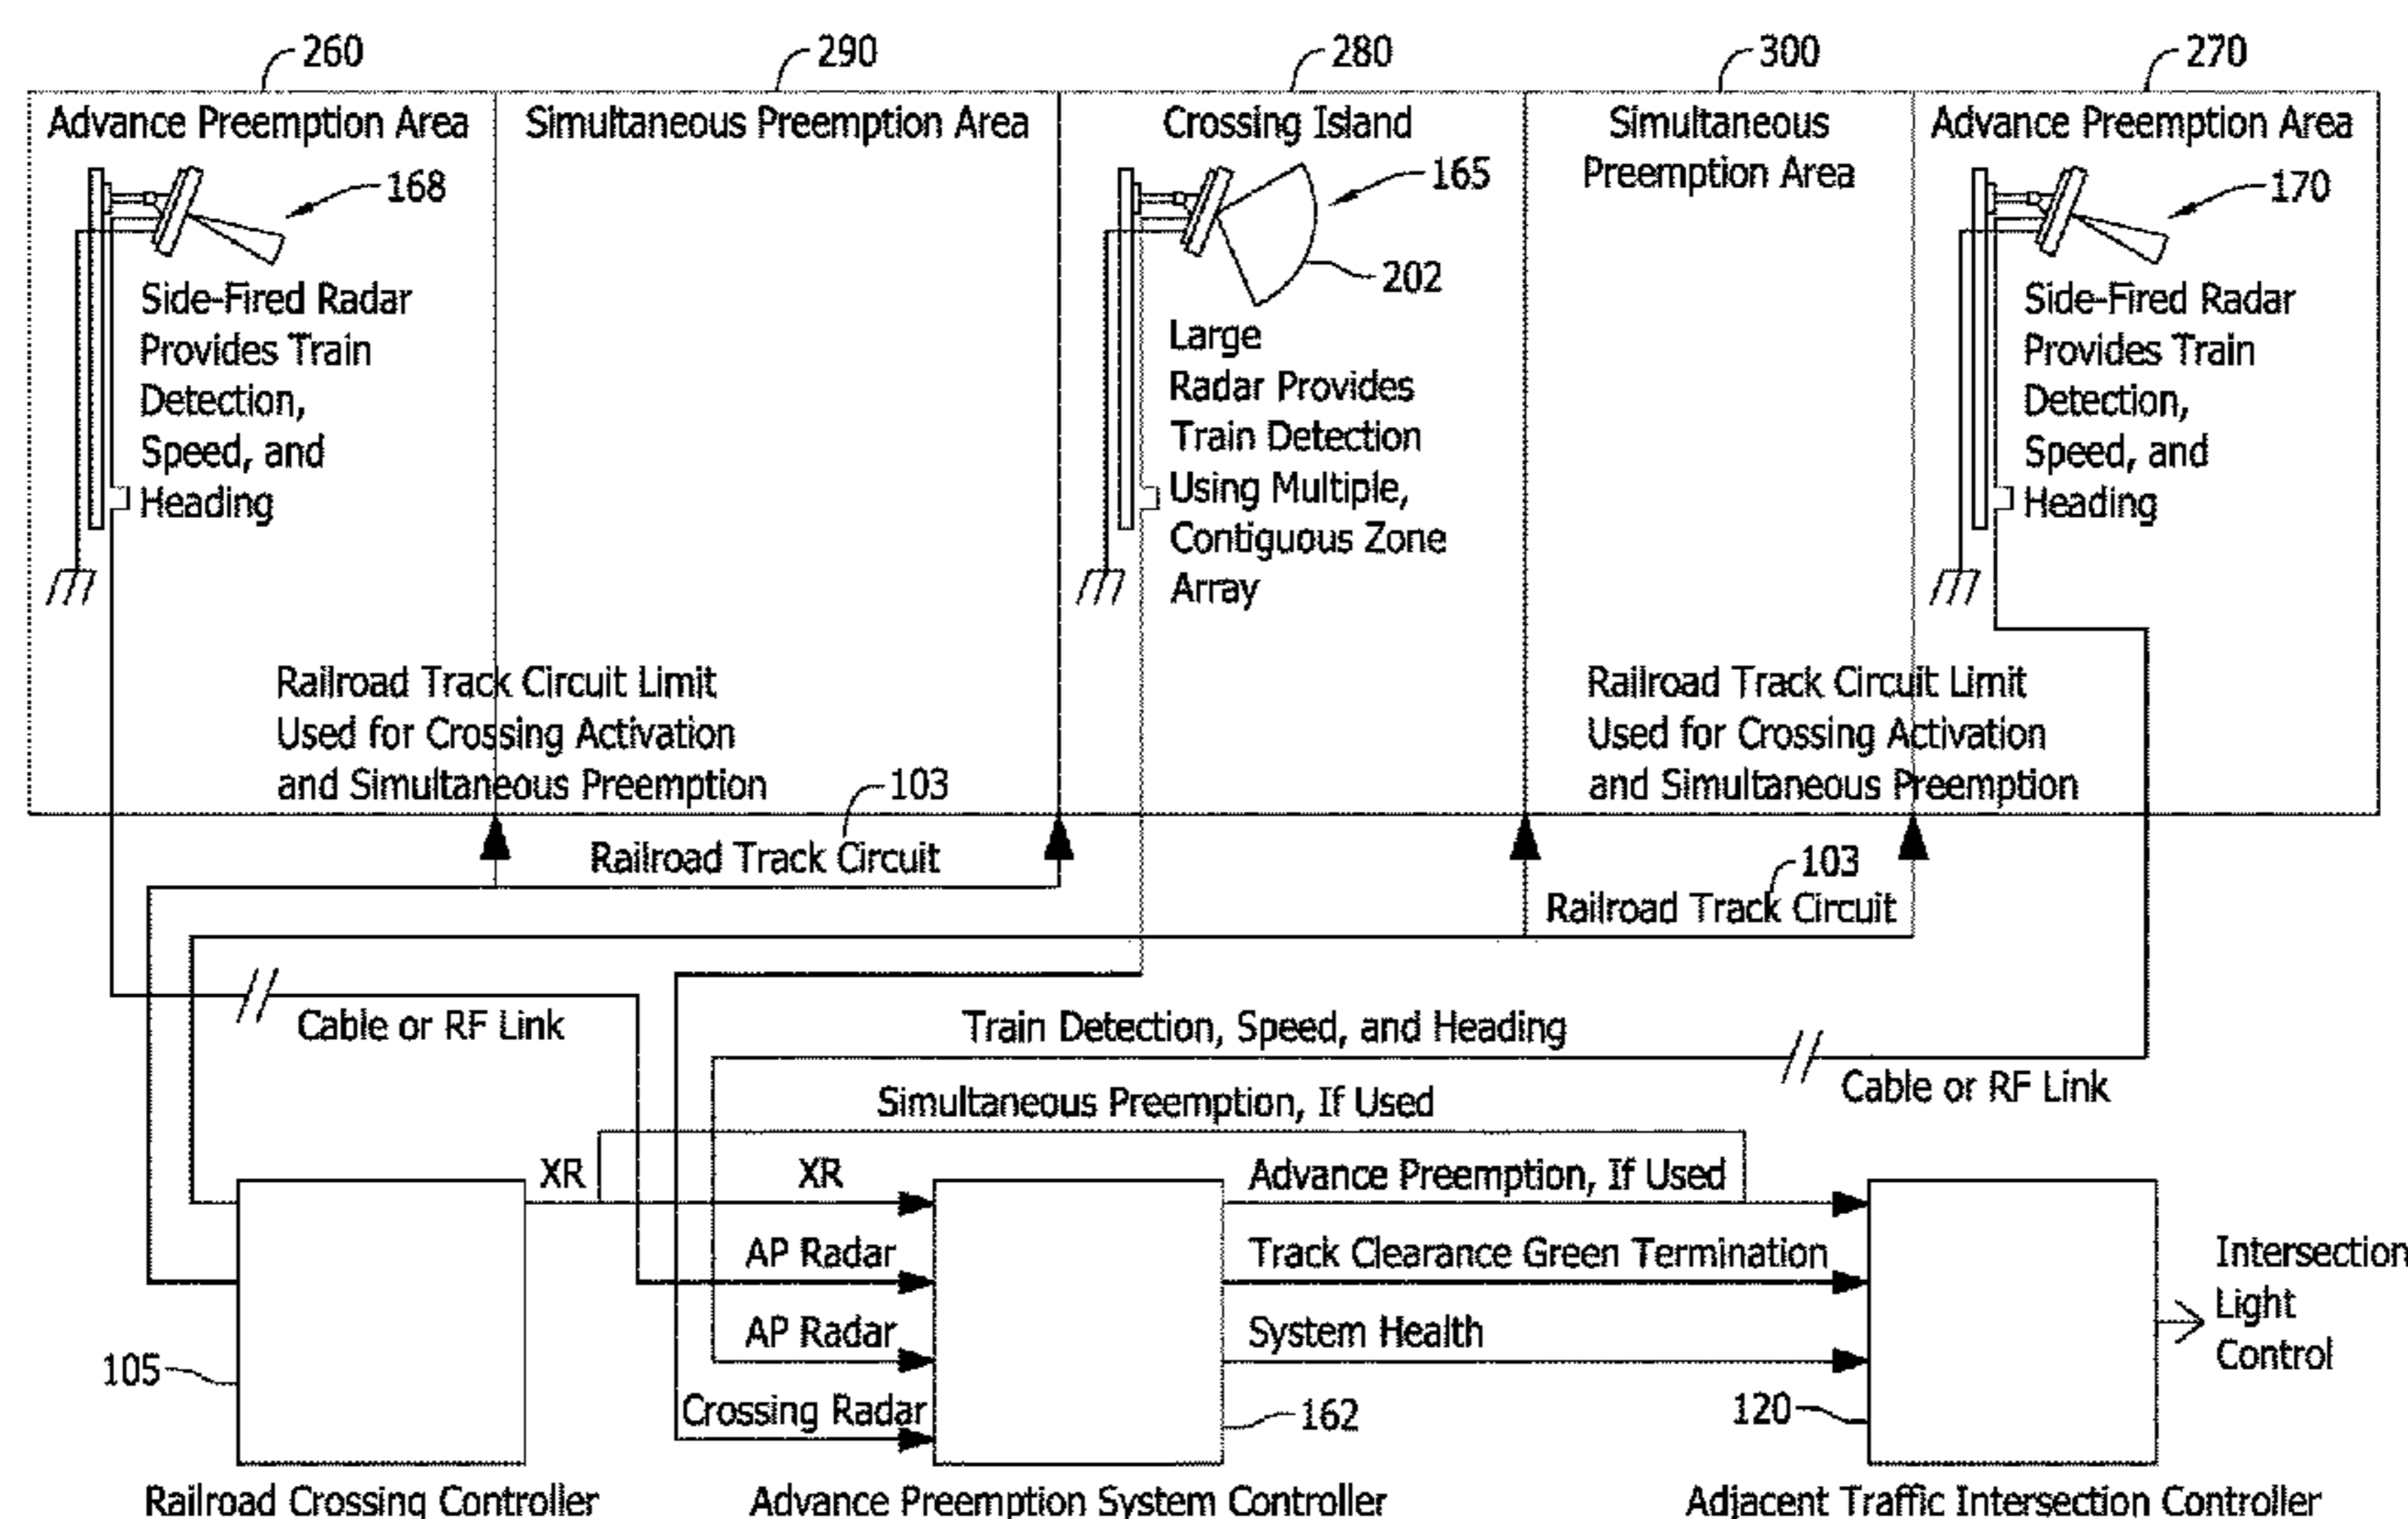 260
290
280
300
270
Advance Preemption Area
Simultaneous Preemption Area
Crossing Island
Simultaneous
Preemption Area
Advance Preemption Area
168
165
170
202
Side-Fired Radar
Provides Train
Detection,
Speed, and
Heading
Large
Radar Provides
Train Detection
Using Multiple,
Contiguous Zone
Array
Side-Fired Radar
Provides Train
Detection,
Speed, and
Heading
Railroad Track Circuit Limit
Used for Crossing Activation
and Simultaneous Preemption
Railroad Track Circuit Limit
Used for Crossing Activation
and Simultaneous Preemption
103
Railroad Track Circuit
103
Railroad Track Circuit
Cable or RF Link
Train Detection, Speed, and Heading
Cable or RF Link
Simultaneous Preemption, If Used
XR
XR
Advance Preemption, If Used
AP Radar
Track Clearance Green Termination
AP Radar
System Health
Crossing Radar
Intersection
Light
Control
105
162
120
Railroad Crossing Controller
Advance Preemption System Controller
Adjacent Traffic Intersection Controller